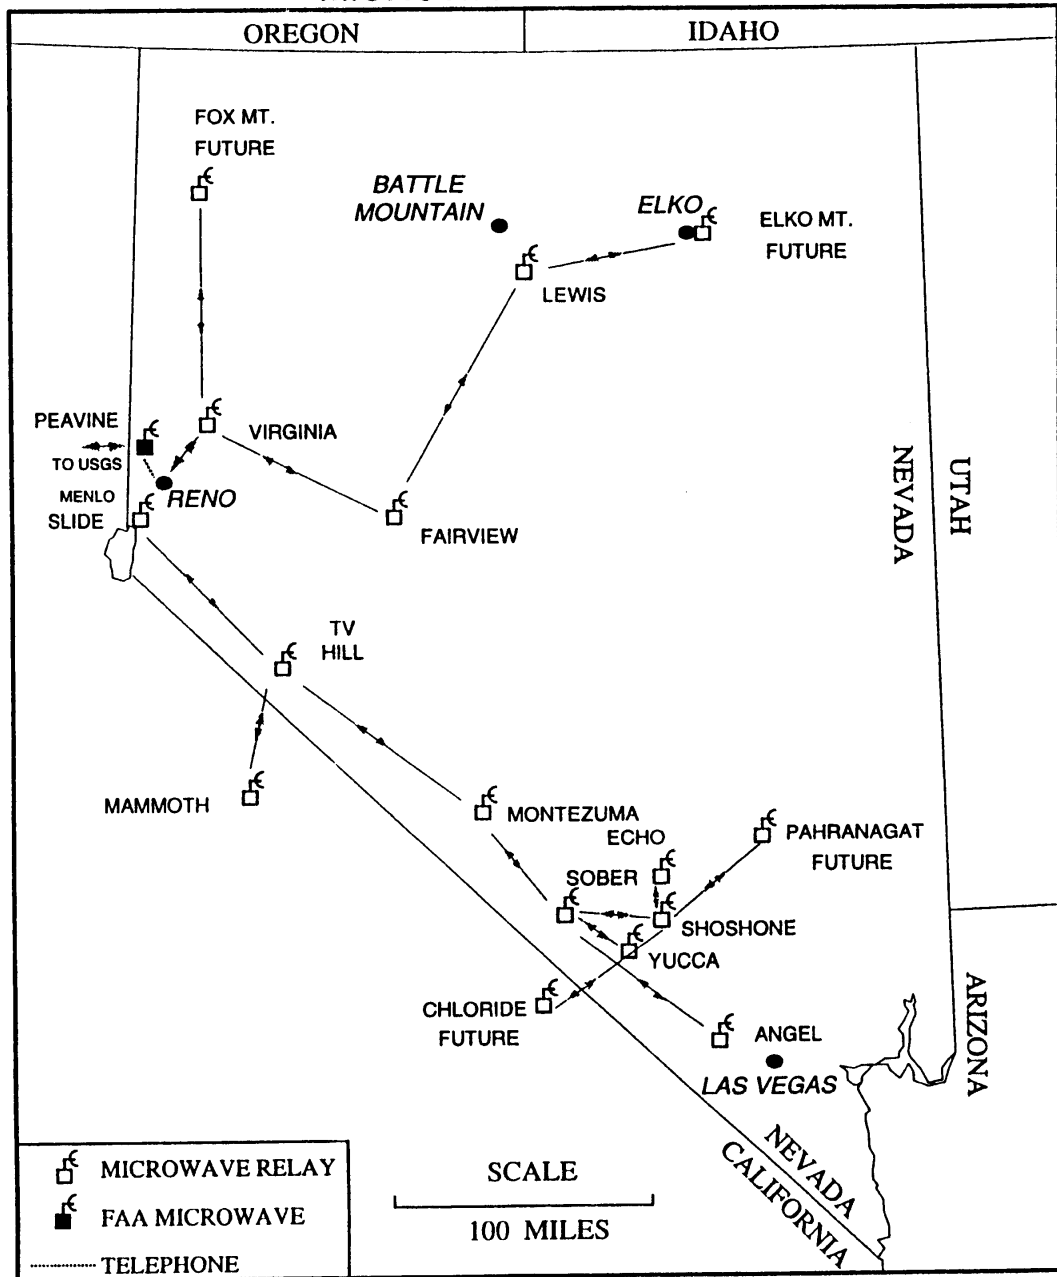 OREGON
IDAHO
FOX MT.
FUTURE
BATTLE
MOUNTAIN
ELKO
ELKO MT.
FUTURE
LEWIS
PEAVINE
TO USGS
MENLO
SLIDE
VIRGINIA
RENO
FAIRVIEW
NEVADA
UTAH
TV
HILL
MAMMOTH
MONTEZUMA
ECHO
SOBER
PAHRANAGAT
FUTURE
SHOSHONE
YUCCA
CHLORIDE
FUTURE
ANGEL
LAS VEGAS
ARIZONA
NEVADA
CALIFORNIA
MICROWAVE RELAY
FAA MICROWAVE
TELEPHONE
SCALE
100 MILES